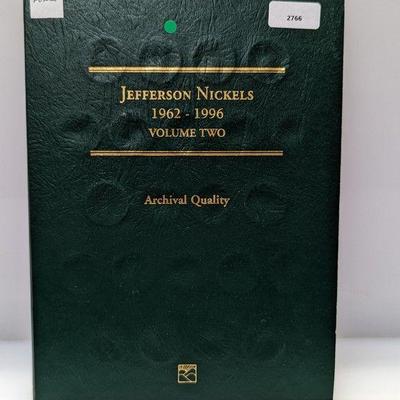 2766
JEFFERSON NICKELS
1962 - 1996
VOLUME TWO
Archival Quality